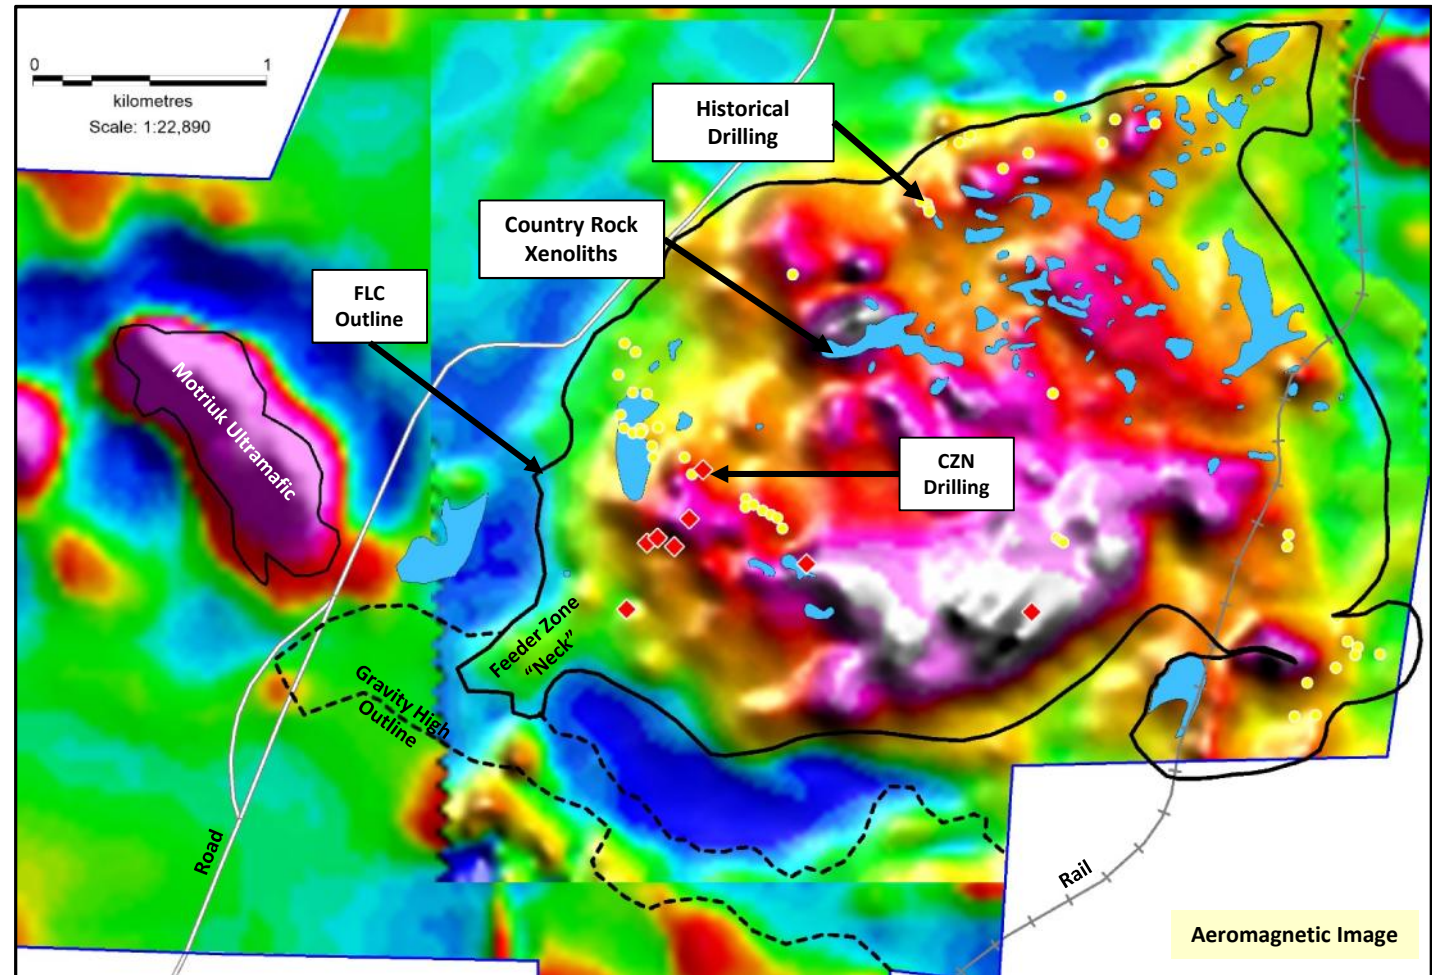 0 1
kilometres
Scale: 1:22,890
Historical
Drilling
Country Rock
Xenoliths
FLC
Outline
Motriuk Ultramafic
CZN
Drilling
Feeder Zone
“Neck”
Gravity High
Outline
Road
Rail
Aeromagnetic Image